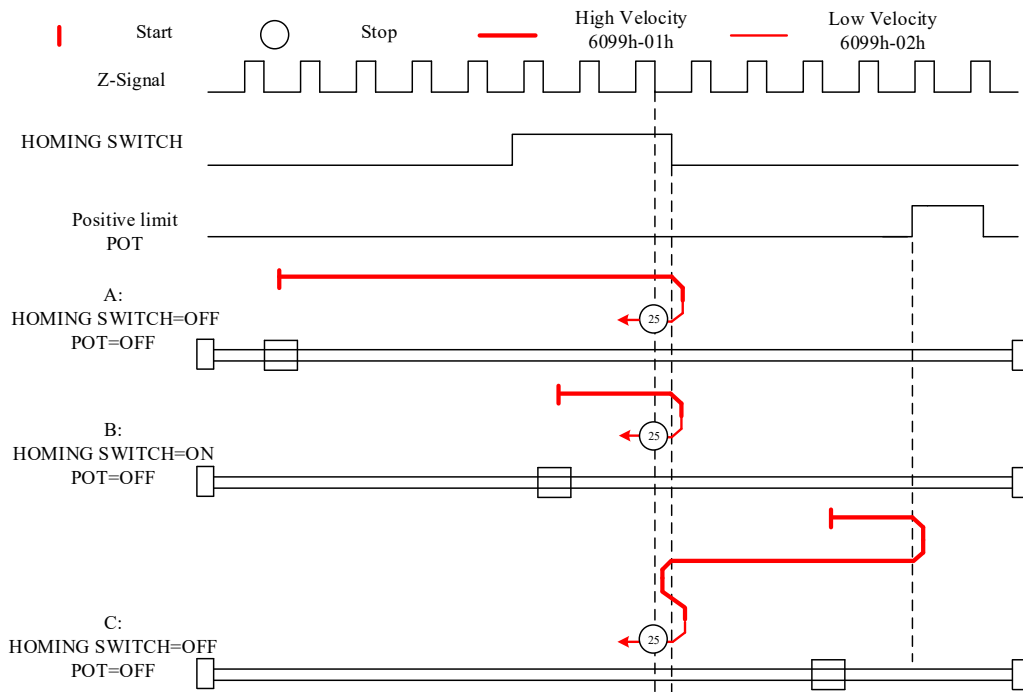 Start
Stop
High Velocity
6099h-01h
Low Velocity
6099h-02h
Z-Signal
HOMING SWITCH
Positive limit
POT
A:
HOMING SWITCH=OFF
POT=OFF
25
B:
HOMING SWITCH=ON
POT=OFF
25
C:
HOMING SWITCH=OFF
POT=OFF
25